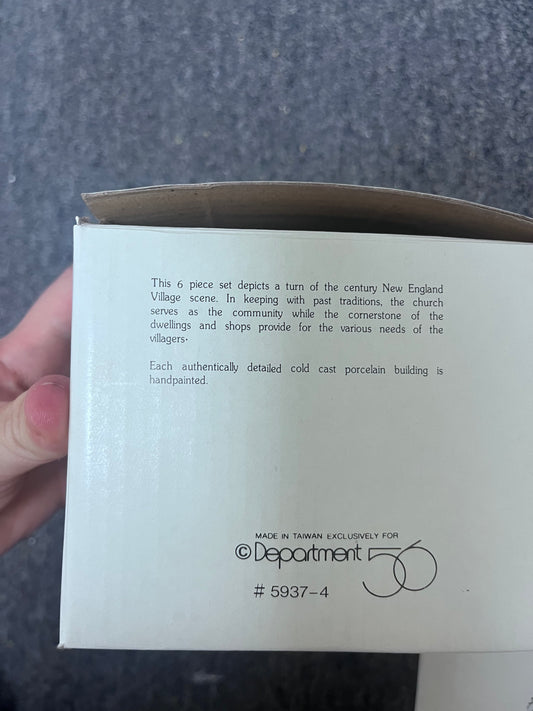 This 6 piece set depicts a turn of the century New England
Village scene. In keeping with past traditions, the church
serves as the community while the cornerstone of the
dwellings and shops provide for the various needs of the
villagers.
Each authentically detailed cold cast porcelain building is
handpainted.
MADE IN TAIWAN EXCLUSIVELY FOR
© Department 56
# 5937-4